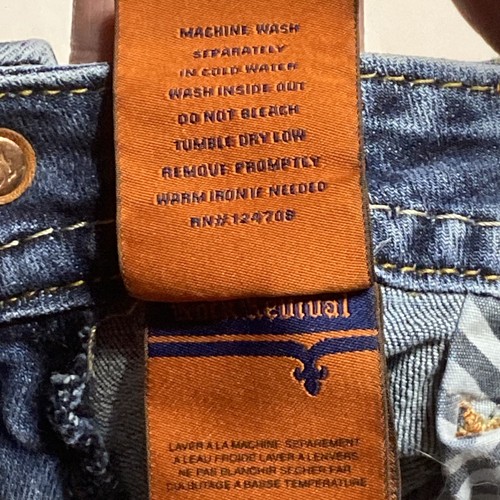 MACHINE WASH
SEPARATELY
IN COLD WATER
WASH INSIDE OUT
DO NOT BLEACH
TUMBLE DRY LOW
REMOVE PROMPTLY
WARM IRON IF NEEDED
RN# 124708
LAVER A LA MACHINE SEPAREMENT
A L'EAU FROIDE LAVER A L'ENVERS
NE PAS BLANCHIR SECHER PAR
CULBUTAGE A BAISE TEMPERATURE